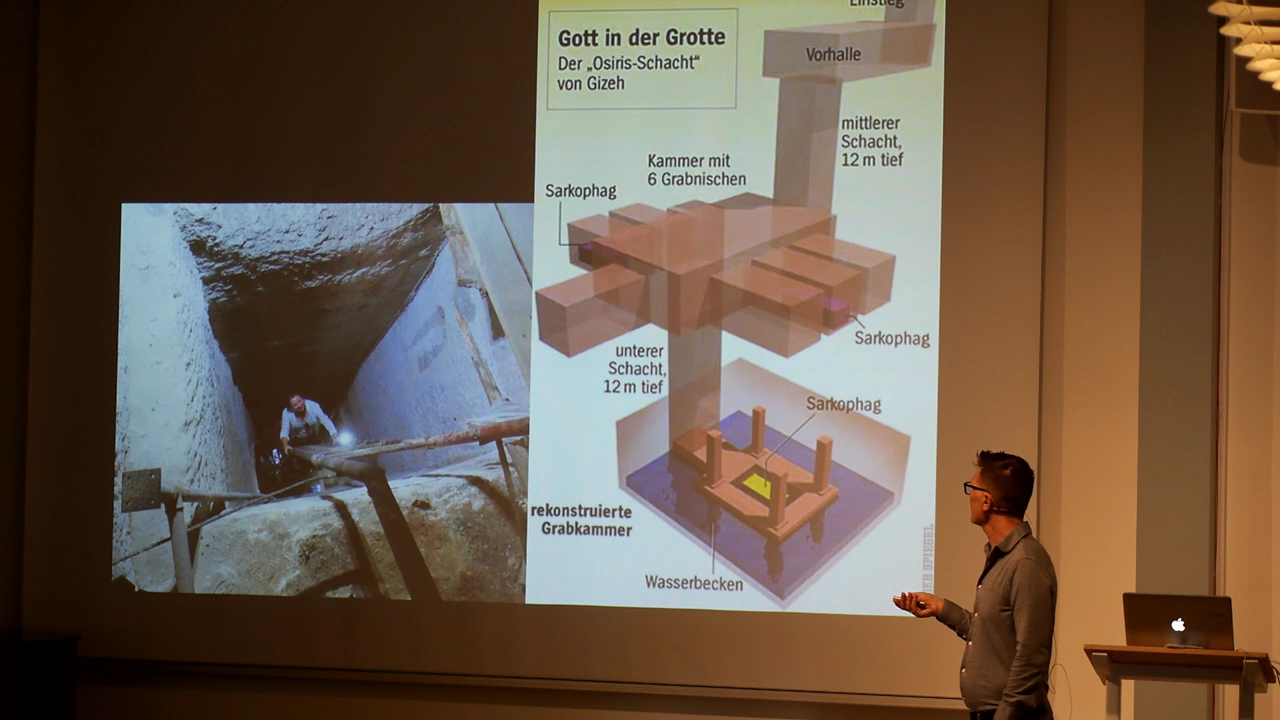 Einstieg
Gott in der Grotte
Der „Osiris-Schacht“
von Gizeh
Vorhalle
mittlerer
Schacht,
12 m tief
Kammer mit
6 Grabnischen
Sarkophag
Sarkophag
unterer
Schacht,
12 m tief
Sarkophag
rekonstruierte
Grabkammer
Wasserbecken
SPIEGEL